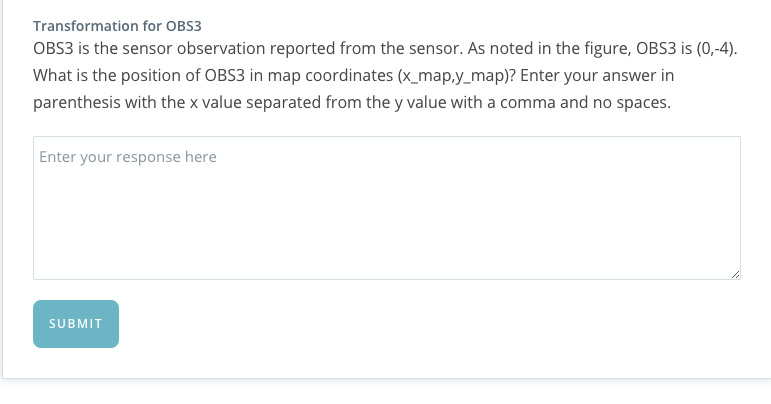 Transformation for OBS3
OBS3 is the sensor observation reported from the sensor. As noted in the figure, OBS3 is (0,-4).
What is the position of OBS3 in map coordinates (x_map,y_map)? Enter your answer in
parenthesis with the x value separated from the y value with a comma and no spaces.
Enter your response here
SUBMIT